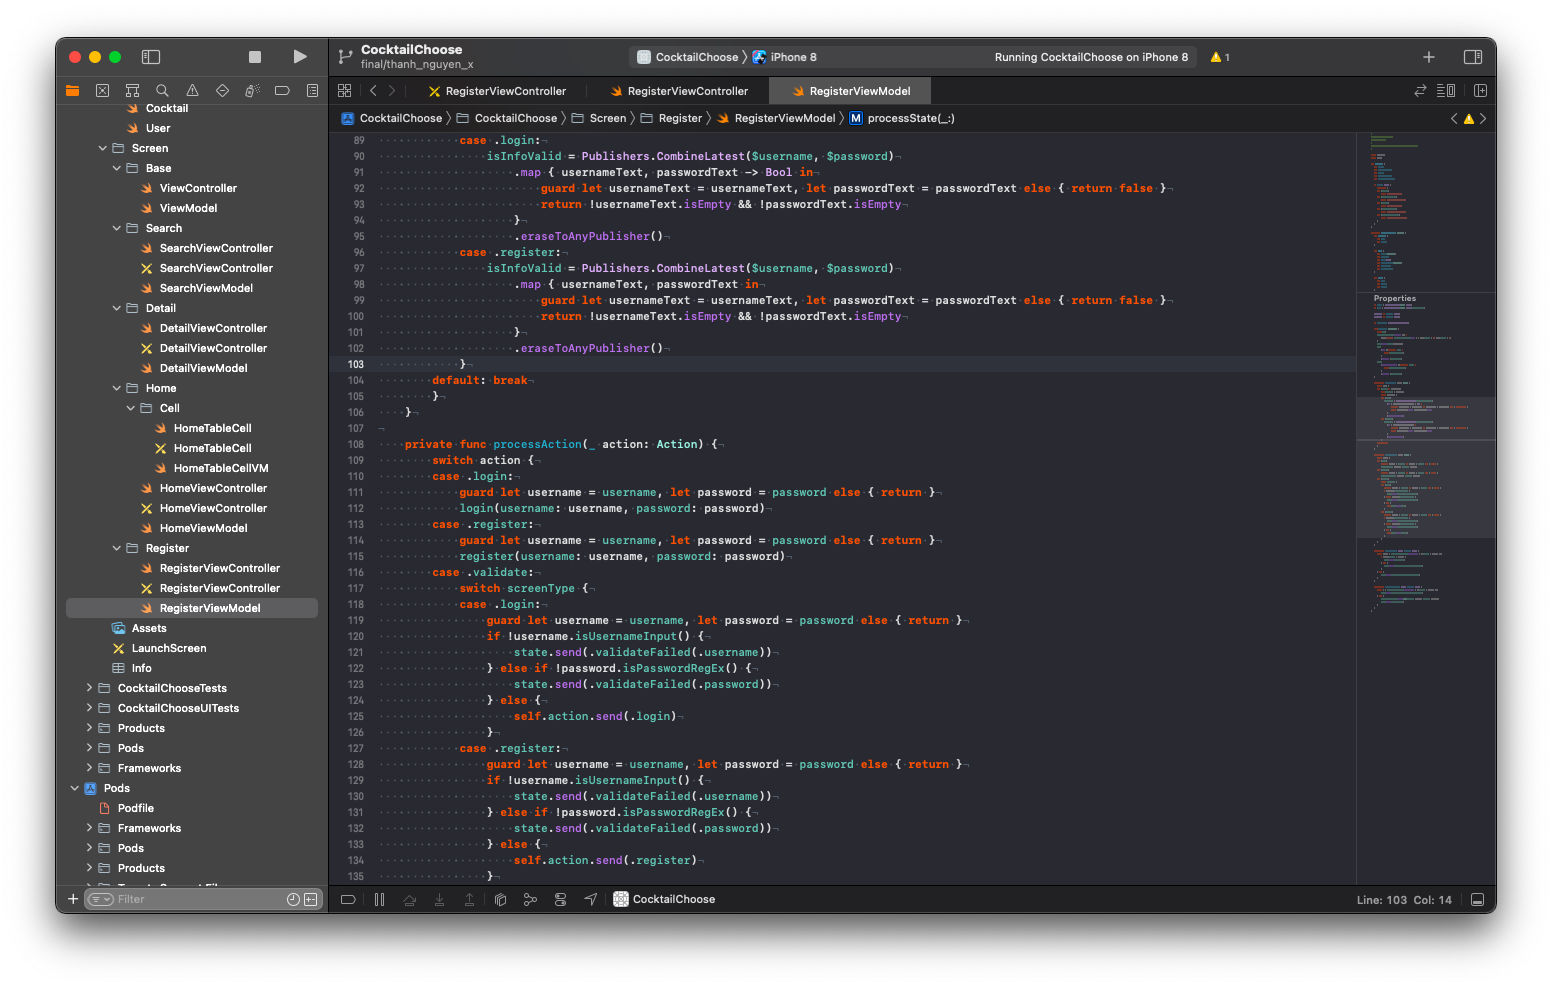 CocktailChoose
final/thanh_nguyen_x
CocktailChoose 〉 iPhone 8
Running CocktailChoose on iPhone 8
1
RegisterViewController
RegisterViewController
RegisterViewModel
CocktailChoose 〉 CocktailChoose 〉 Screen 〉 Register 〉 RegisterViewModel 〉 M processState(_:)
Cocktail
User
Screen
Base
ViewController
ViewModel
Search
SearchViewController
SearchViewController
SearchViewModel
Detail
DetailViewController
DetailViewController
DetailViewModel
Home
Cell
HomeTableCell
HomeTableCell
HomeTableCellVM
HomeViewController
HomeViewController
HomeViewModel
Register
RegisterViewController
RegisterViewController
RegisterViewModel
Assets
LaunchScreen
Info
CocktailChooseTests
CocktailChooseUITests
Products
Pods
Frameworks
Pods
Podfile
Frameworks
Pods
Products
Filter
89 case .login:
90 isInfoValid = Publishers.CombineLatest($username, $password)
91 .map { usernameText, passwordText -> Bool in
92 guard let usernameText = usernameText, let passwordText = passwordText else { return false }
93 return !usernameText.isEmpty && !passwordText.isEmpty
94 }
95 .eraseToAnyPublisher()
96 case .register:
97 isInfoValid = Publishers.CombineLatest($username, $password)
98 .map { usernameText, passwordText in
99 guard let usernameText = usernameText, let passwordText = passwordText else { return false }
100 return !usernameText.isEmpty && !passwordText.isEmpty
101 }
102 .eraseToAnyPublisher()
103 }
104 default: break
105 }
106 }
107
108 private func processAction(_ action: Action) {
109 switch action {
110 case .login:
111 guard let username = username, let password = password else { return }
112 login(username: username, password: password)
113 case .register:
114 guard let username = username, let password = password else { return }
115 register(username: username, password: password)
116 case .validate:
117 switch screenType {
118 case .login:
119 guard let username = username, let password = password else { return }
120 if !username.isUsernameInput() {
121 state.send(.validateFailed(.username))
122 } else if !password.isPasswordRegEx() {
123 state.send(.validateFailed(.password))
124 } else {
125 self.action.send(.login)
126 }
127 case .register:
128 guard let username = username, let password = password else { return }
129 if !username.isUsernameInput() {
130 state.send(.validateFailed(.username))
131 } else if !password.isPasswordRegEx() {
132 state.send(.validateFailed(.password))
133 } else {
134 self.action.send(.register)
135 }
Properties
CocktailChoose
Line: 103 Col: 14